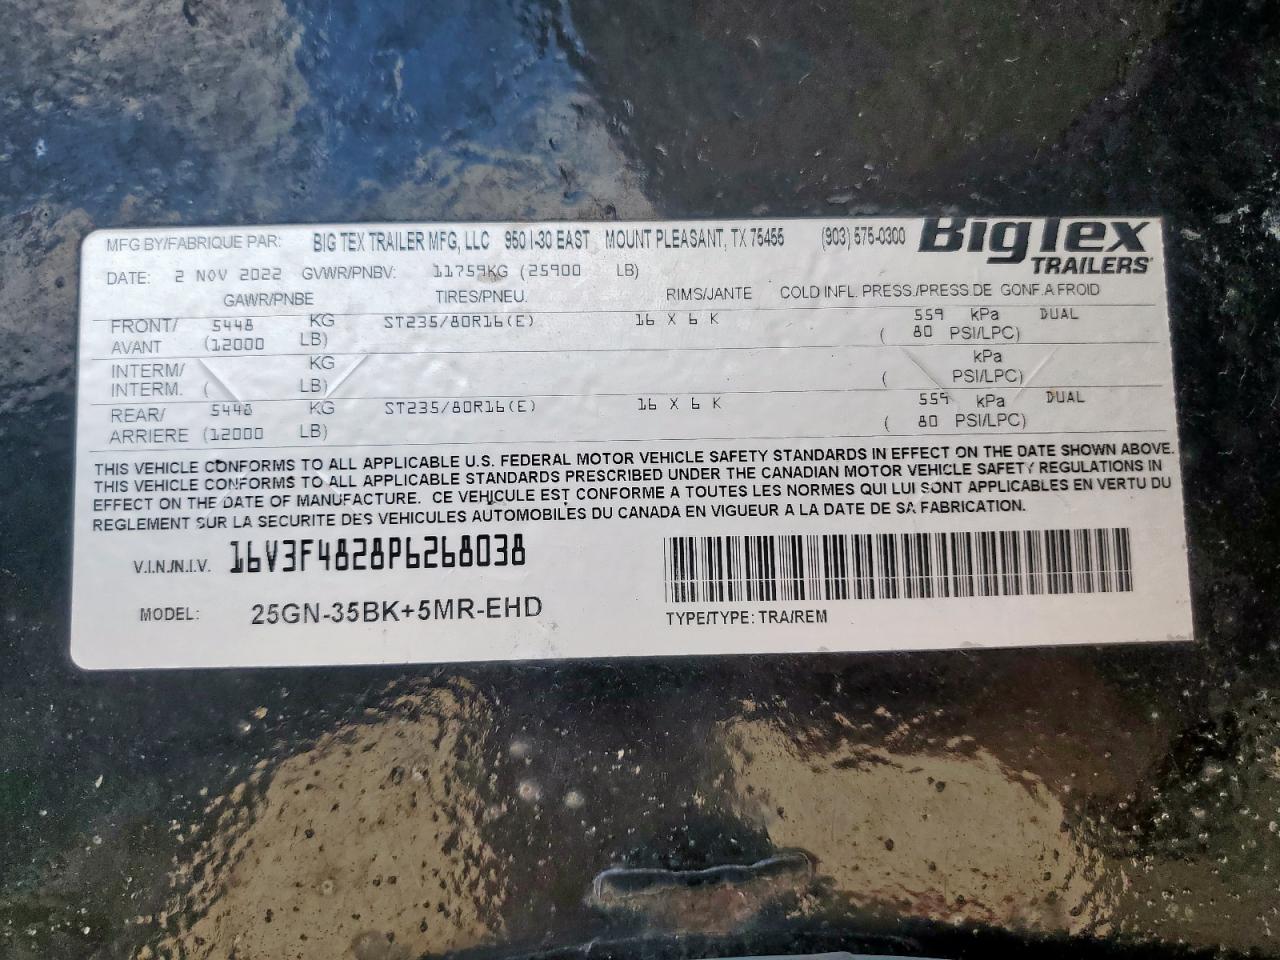 MFG BY/FABRIQUE PAR: BIG TEX TRAILER MFG, LLC 950 I-30 EAST, MOUNT PLEASANT, TX 75455 (903) 575-0300 BigTex TRAILERS
DATE: 2 NOV 2022 GVWR/PNBV: 11759KG (25900 LB)
GAWR/PNBE TIRES/PNEU. RIMS/JANTE COLD INFL. PRESS./PRESS.DE GONF.A FROID
FRONT/ 5448 KG ST235/80R16(E) 16 X 6 K 559 kPa DUAL
AVANT (12000 LB) ( 80 PSI/LPC)
INTERM/ KG kPa
INTERM. ( LB) ( PSI/LPC)
REAR/ 5448 KG ST235/80R16(E) 16 X 6 K 559 kPa DUAL
ARRIERE (12000 LB) ( 80 PSI/LPC)
THIS VEHICLE CONFORMS TO ALL APPLICABLE U.S. FEDERAL MOTOR VEHICLE SAFETY STANDARDS IN EFFECT ON THE DATE SHOWN ABOVE.
THIS VEHICLE CONFORMS TO ALL APPLICABLE STANDARDS PRESCRIBED UNDER THE CANADIAN MOTOR VEHICLE SAFETY REGULATIONS IN
EFFECT ON THE DATE OF MANUFACTURE. CE VEHICULE EST CONFORME A TOUTES LES NORMES QUI LUI SONT APPLICABLES EN VERTU DU
REGLEMENT SUR LA SECURITE DES VEHICULES AUTOMOBILES DU CANADA EN VIGUEUR A LA DATE DE SA FABRICATION.
V.I.N./N.I.V. 16V3F4828P6268038
MODEL: 25GN-35BK+5MR-EHD TYPE/TYPE: TRA/REM